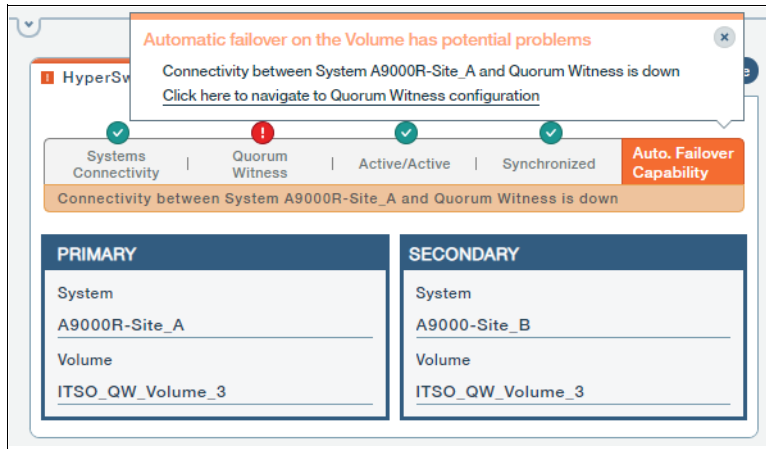 Automatic failover on the Volume has potential problems
Connectivity between System A9000R-Site_A and Quorum Witness is down
Click here to navigate to Quorum Witness configuration
HyperSw
Systems Connectivity | Quorum Witness | Active/Active | Synchronized
Auto. Failover Capability
Connectivity between System A9000R-Site_A and Quorum Witness is down
PRIMARY
System
A9000R-Site_A
Volume
ITSO_QW_Volume_3
SECONDARY
System
A9000-Site_B
Volume
ITSO_QW_Volume_3